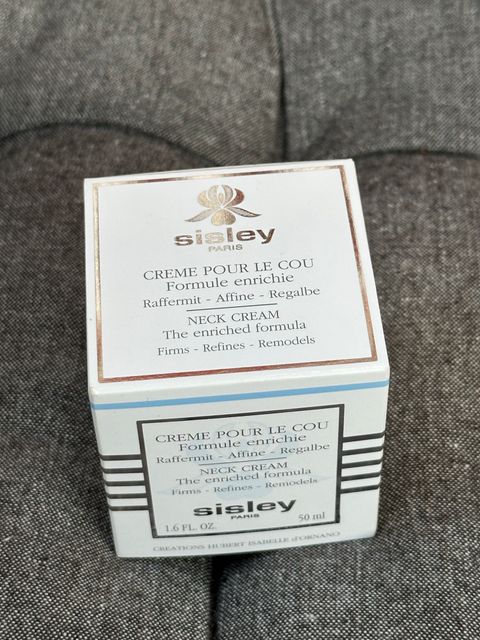 sisley
PARIS
CREME POUR LE COU
Formule enrichie
Raffermit - Affine - Regalbe
NECK CREAM
The enriched formula
Firms - Refines - Remodels
CREME POUR LE COU
Formule enrichie
Raffermit - Affine - Regalbe
NECK CREAM
The enriched formula
Firms - Refines - Remodels
sisley
PARIS
1.6 FL. OZ. 50 ml
CREATIONS HUBERT ISABELLE d'ORNANO